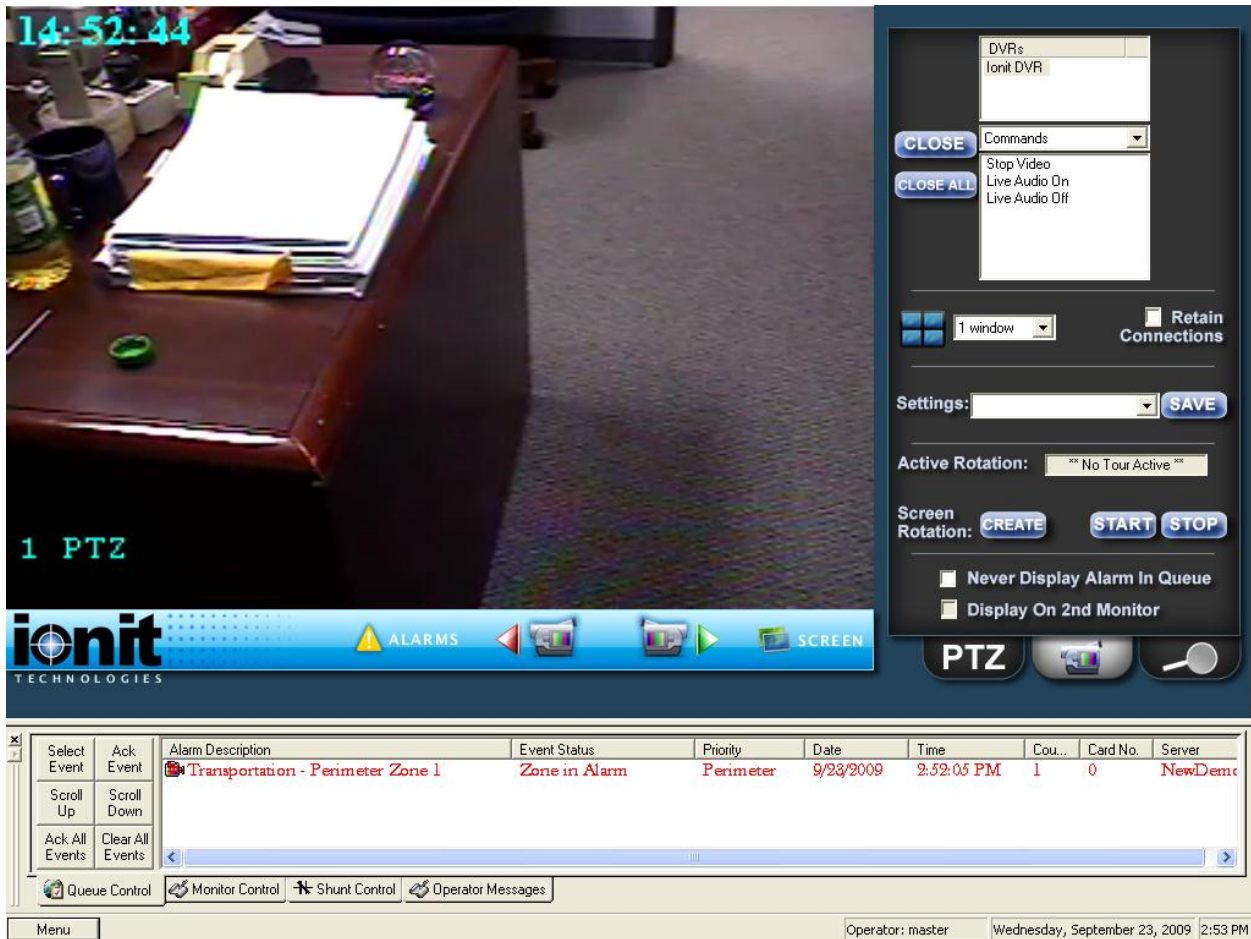 14:52:44
1 PTZ
DVRs
Ionit DVR
CLOSE
Commands
CLOSE ALL
Stop Video
Live Audio On
Live Audio Off
1 window
Retain Connections
Settings:
SAVE
Active Rotation:
** No Tour Active **
Screen Rotation:
CREATE
START
STOP
Never Display Alarm In Queue
Display On 2nd Monitor
ionit
TECHNOLOGIES
ALARMS
SCREEN
PTZ
Select Event
Ack Event
Scroll Up
Scroll Down
Ack All Events
Clear All Events
Alarm Description Event Status Priority Date Time Cou... Card No. Server
Transportation - Perimeter Zone 1 Zone in Alarm Perimeter 9/23/2009 2:52:05 PM 1 0 NewDemo
Queue Control Monitor Control Shunt Control Operator Messages
Menu Operator: master Wednesday, September 23, 2009 2:53 PM